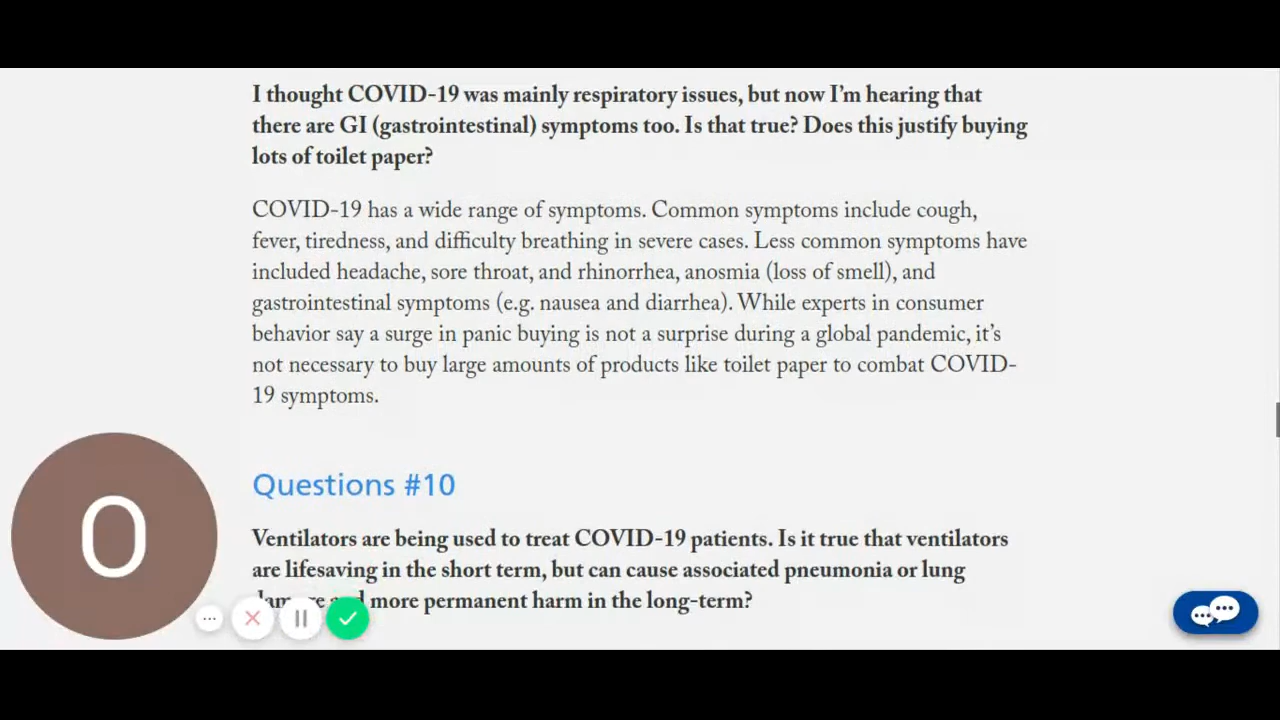 I thought COVID-19 was mainly respiratory issues, but now I’m hearing that
there are GI (gastrointestinal) symptoms too. Is that true? Does this justify buying
lots of toilet paper?
COVID-19 has a wide range of symptoms. Common symptoms include cough,
fever, tiredness, and difficulty breathing in severe cases. Less common symptoms have
included headache, sore throat, and rhinorrhea, anosmia (loss of smell), and
gastrointestinal symptoms (e.g. nausea and diarrhea). While experts in consumer
behavior say a surge in panic buying is not a surprise during a global pandemic, it’s
not necessary to buy large amounts of products like toilet paper to combat COVID-
19 symptoms.
Questions #10
Ventilators are being used to treat COVID-19 patients. Is it true that ventilators
are lifesaving in the short term, but can cause associated pneumonia or lung
more permanent harm in the long-term?
O